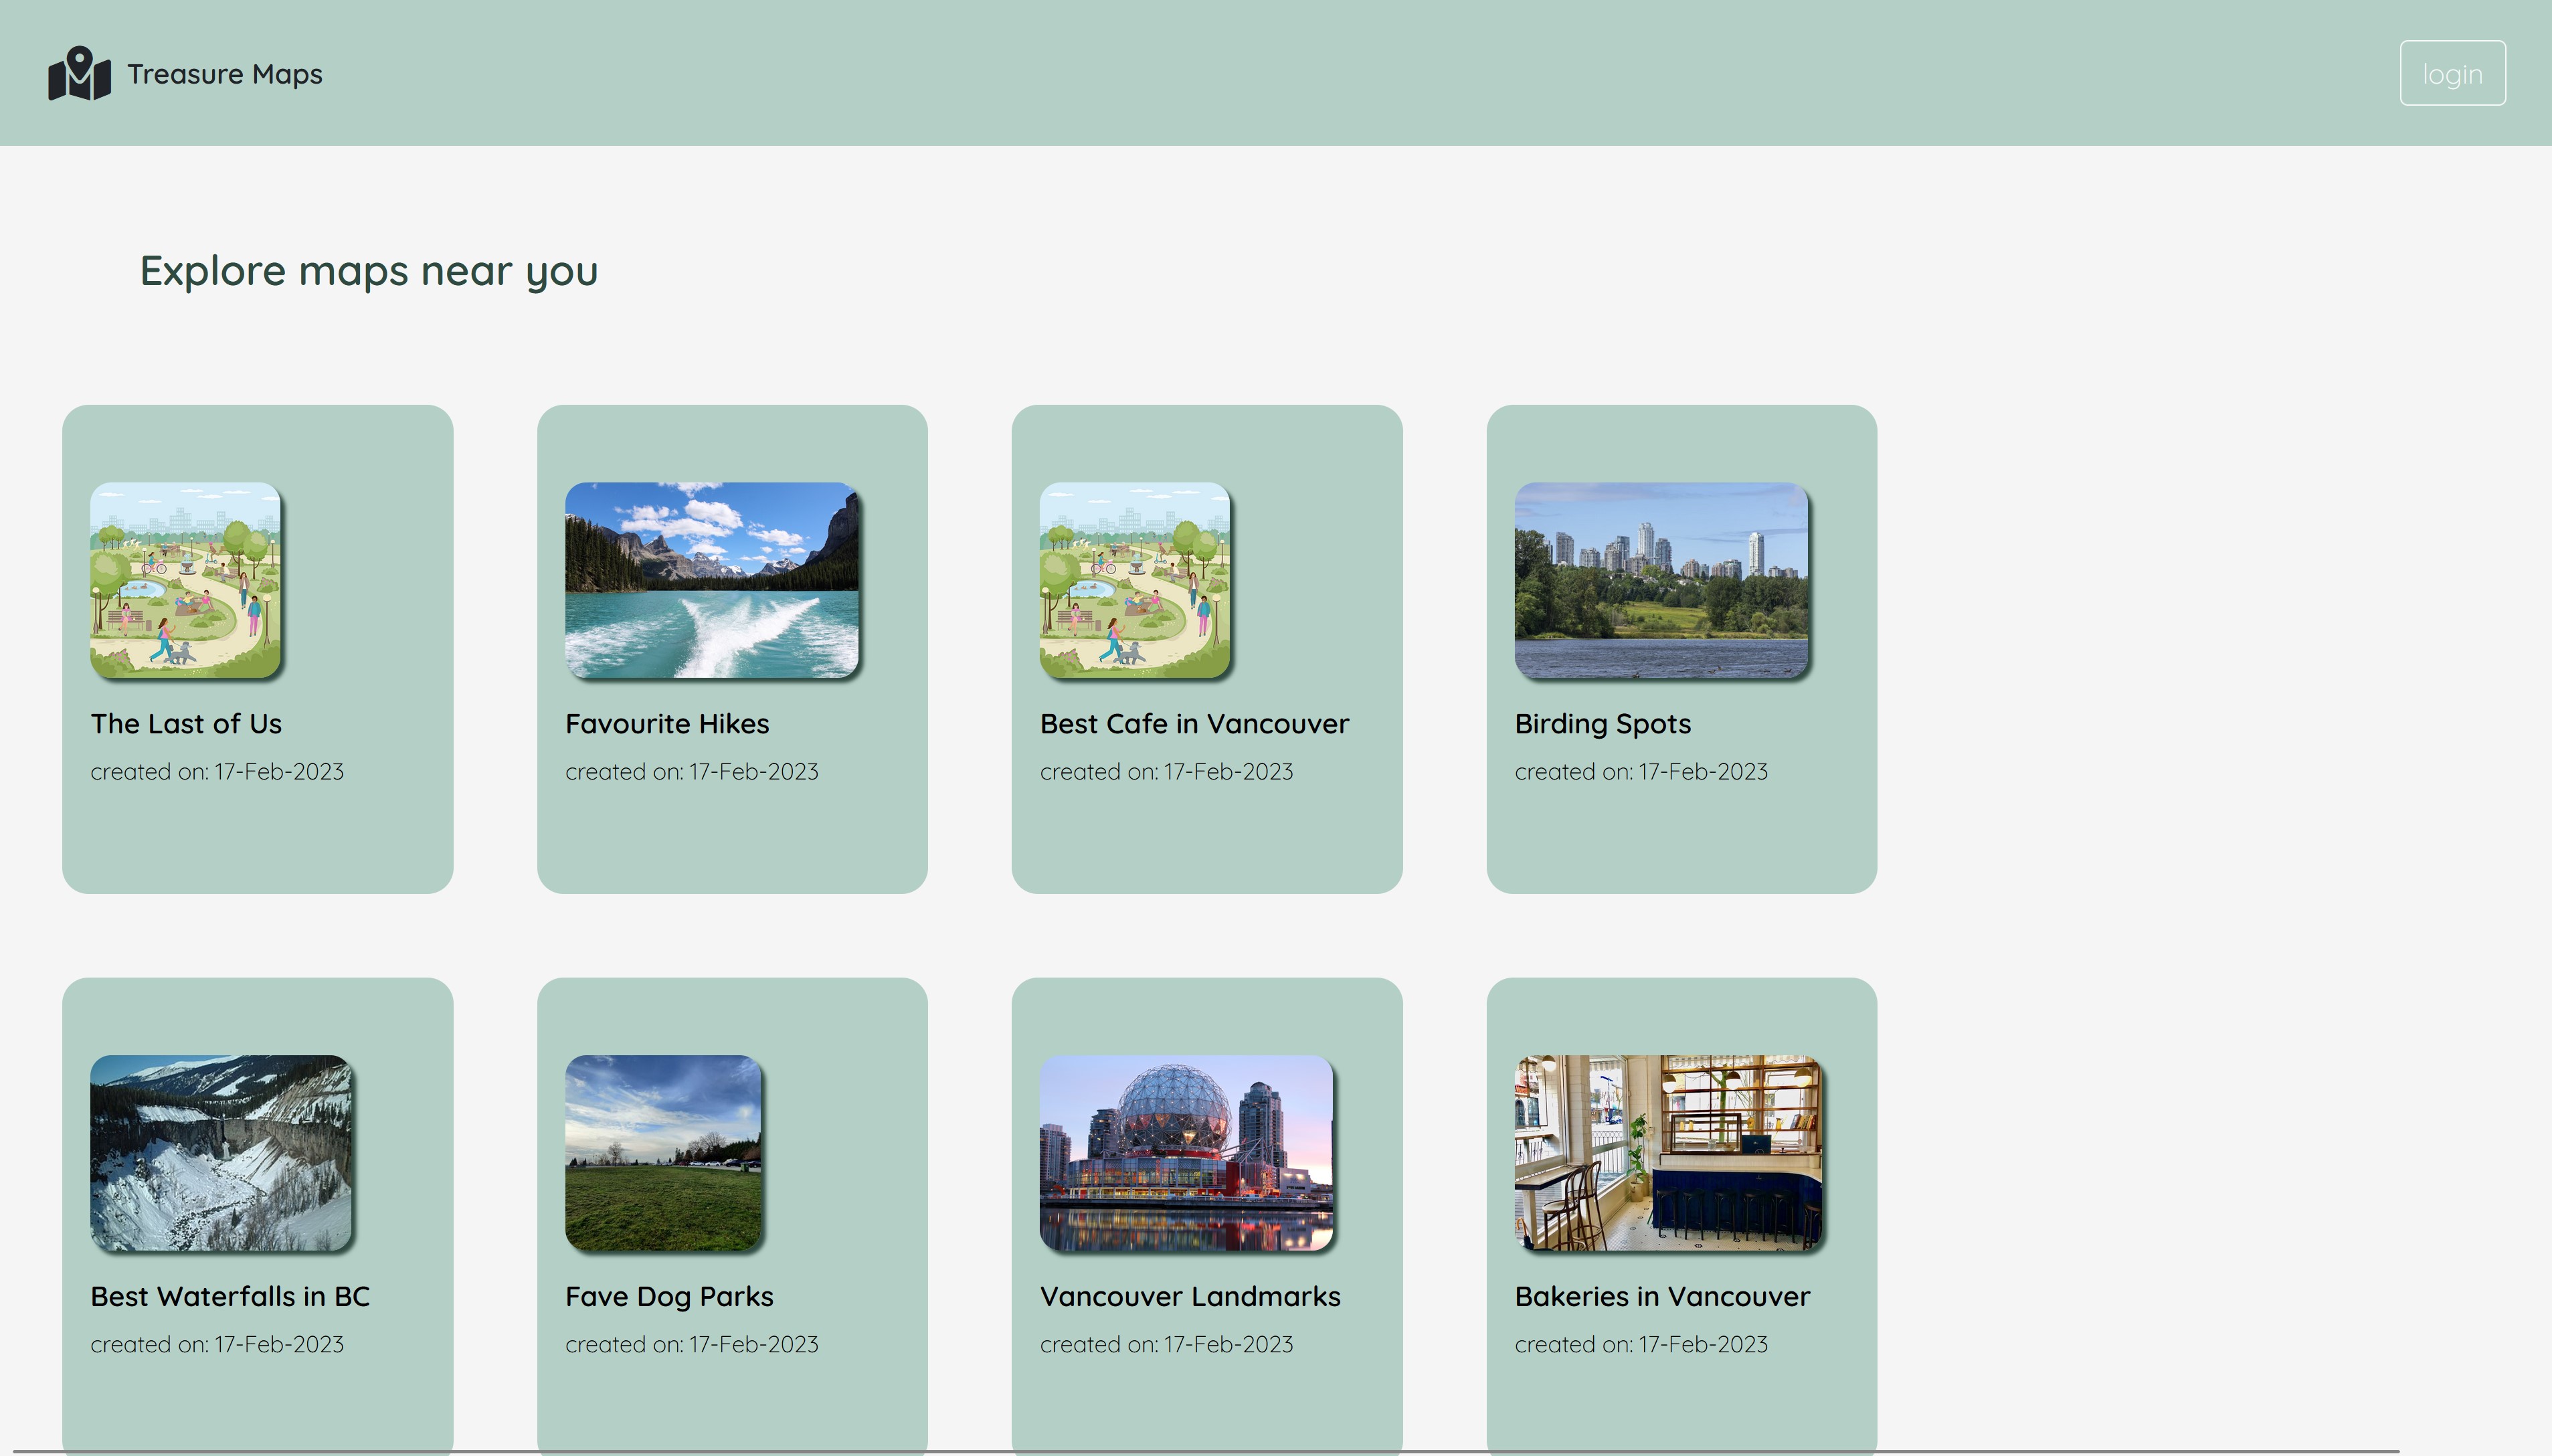 Treasure Maps
login
Explore maps near you
The Last of Us
created on: 17-Feb-2023
Favourite Hikes
created on: 17-Feb-2023
Best Cafe in Vancouver
created on: 17-Feb-2023
Birding Spots
created on: 17-Feb-2023
Best Waterfalls in BC
created on: 17-Feb-2023
Fave Dog Parks
created on: 17-Feb-2023
Vancouver Landmarks
created on: 17-Feb-2023
Bakeries in Vancouver
created on: 17-Feb-2023